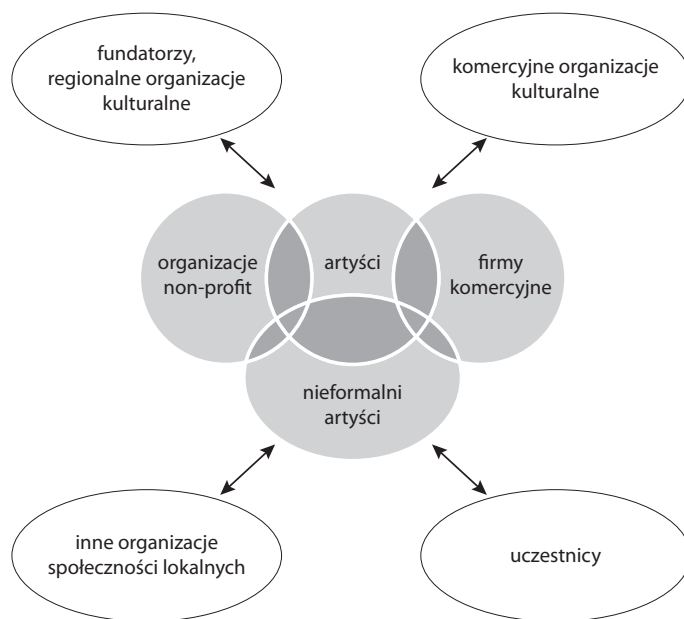 fundatorzy,
regionalne organizacje
kulturalne
komercyjne organizacje
kulturalne
organizacje
non-profit
artyści
firmy
komercyjne
nieformalni
artyści
inne organizacje
społeczności lokalnych
uczestnicy